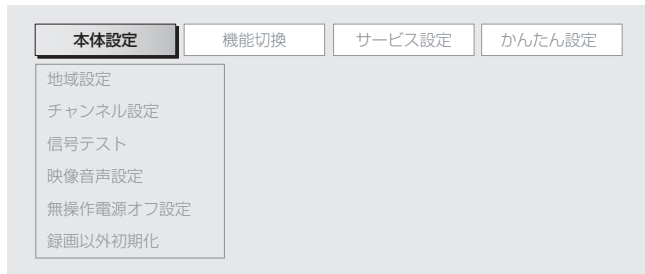 本体設定 機能切換 サービス設定 かんたん設定
地域設定
チャンネル設定
信号テスト
映像音声設定
無操作電源オフ設定
録画以外初期化